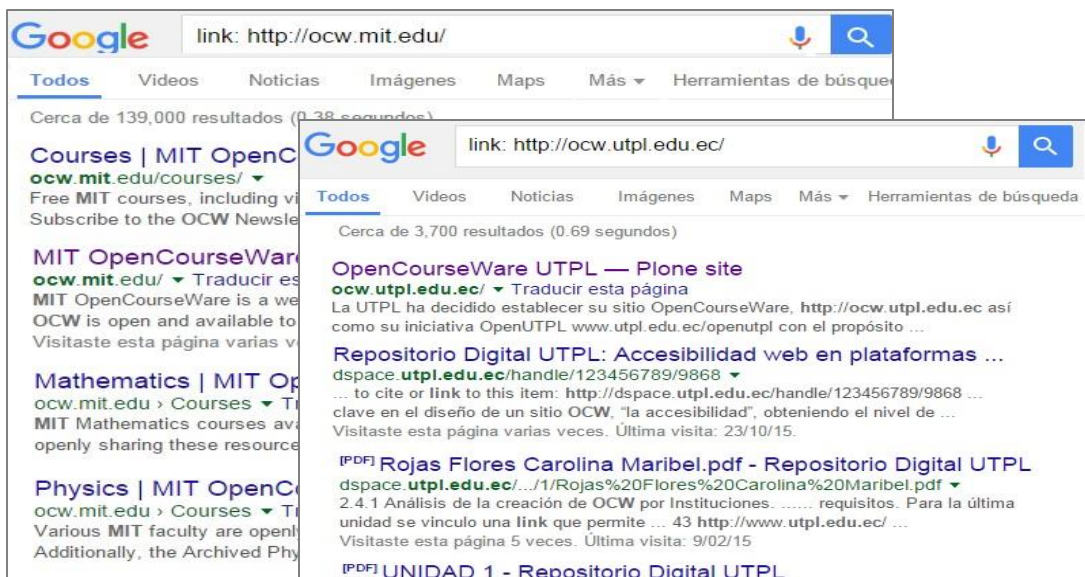 Google
link: http://ocw.mit.edu/
Todos Videos Noticias Imágenes Maps Más Herramientas de búsque
Cerca de 139,000 resultados (0.38 segundos)
Courses | MIT OpenC
ocw.mit.edu/courses/
Free MIT courses, including vi
Subscribe to the OCW Newsle
MIT OpenCourseWar
ocw.mit.edu/ Traducir es
MIT OpenCourseWare is a we
OCW is open and available to
Visitaste esta página varias v
Mathematics | MIT Op
ocw.mit.edu › Courses
MIT Mathematics courses ava
openly sharing these resource
Physics | MIT OpenC
ocw.mit.edu › Courses
Various MIT faculty are openl
Additionally, the Archived Phy
Google
link: http://ocw.utpl.edu.ec/
Todos Videos Noticias Imágenes Maps Más Herramientas de búsqueda
Cerca de 3,700 resultados (0.69 segundos)
OpenCourseWare UTPL — Plone site
ocw.utpl.edu.ec/ Traducir esta página
La UTPL ha decidido establecer su sitio OpenCourseWare, http://ocw.utpl.edu.ec así
como su iniciativa OpenUTPL www.utpl.edu.ec/openutpl con el propósito ...
Repositorio Digital UTPL: Accesibilidad web en plataformas ...
dspace.utpl.edu.ec/handle/123456789/9868
... to cite or link to this item: http://dspace.utpl.edu.ec/handle/123456789/9868 ...
clave en el diseño de un sitio OCW, “la accesibilidad”, obteniendo el nivel de ...
Visitaste esta página varias veces. Última visita: 23/10/15.
[PDF] Rojas Flores Carolina Maribel.pdf - Repositorio Digital UTPL
dspace.utpl.edu.ec/.../1/Rojas%20Flores%20Carolina%20Maribel.pdf
2.4.1 Análisis de la creación de OCW por Instituciones. ...... requisitos. Para la última
unidad se vinculo una link que permite ... 43 http://www.utpl.edu.ec/ ...
Visitaste esta página 5 veces. Última visita: 9/02/15
[PDF] UNIDAD 1 - Repositorio Digital UTPL